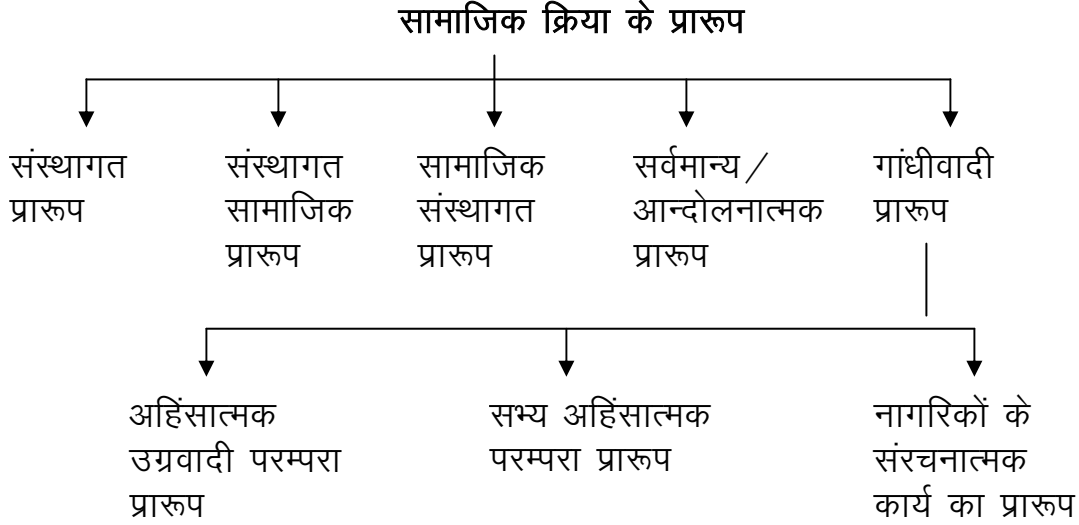 सामाजिक क्रिया के प्रारूप
संस्थागत
प्रारूप
संस्थागत
सामाजिक
प्रारूप
सामाजिक
संस्थागत
प्रारूप
सर्वमान्य/
आन्दोलनात्मक
प्रारूप
गांधीवादी
प्रारूप
अहिंसात्मक
उग्रवादी परम्परा
प्रारूप
सभ्य अहिंसात्मक
परम्परा प्रारूप
नागरिकों के
संरचनात्मक
कार्य का प्रारूप